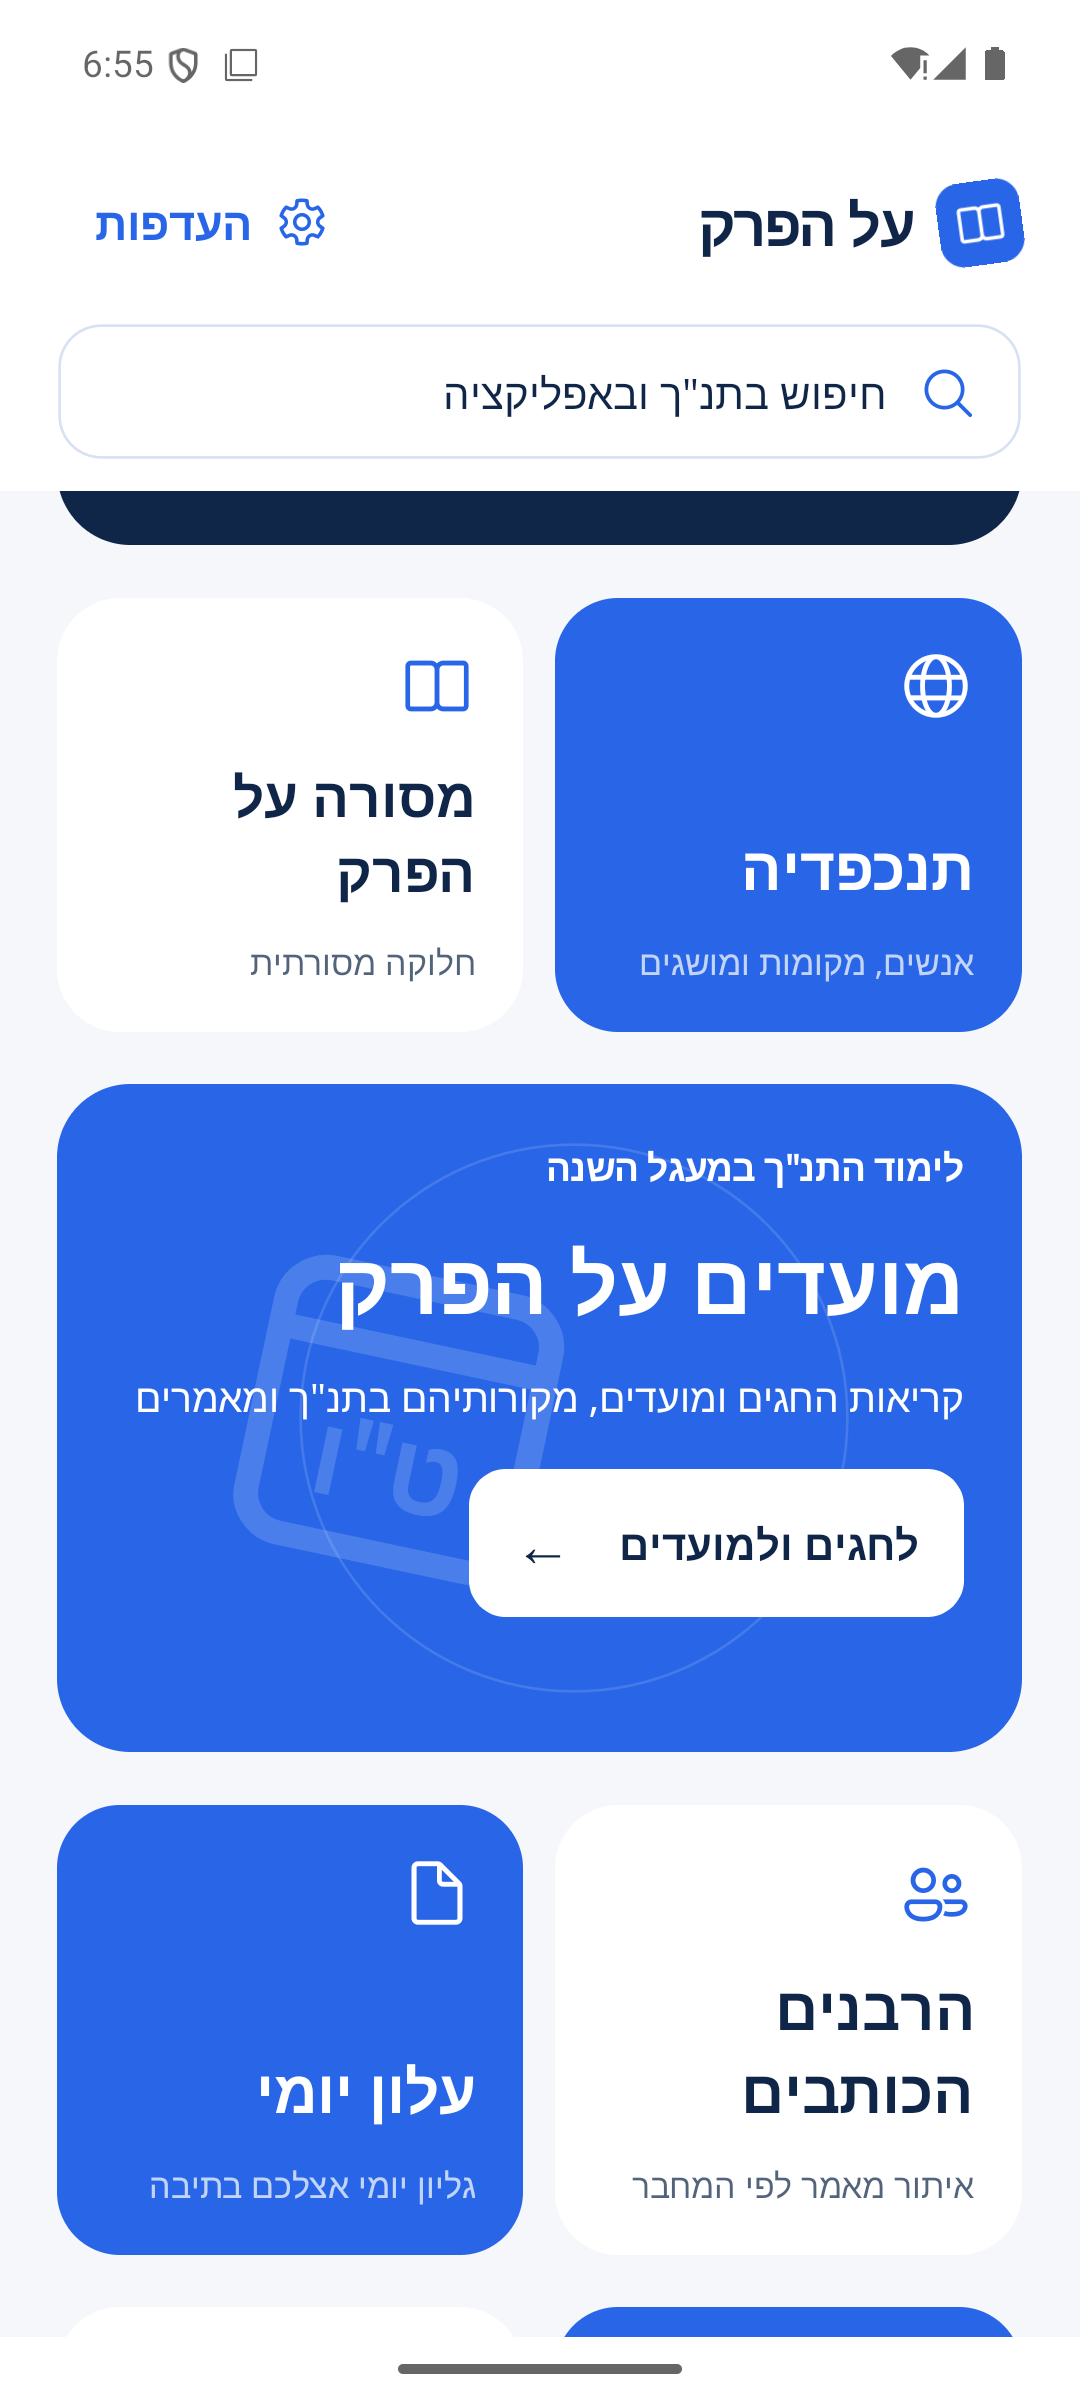 6:55
על הפרק
העדפות
חיפוש בתנ"ך ובאפליקציה
תנכפדיה
אנשים, מקומות ומושגים
מסורה על
הפרק
חלוקה מסורתית
לימוד התנ"ך במעגל השנה
מועדים על הפרק
קריאות החגים ומועדים, מקורותיהם בתנ"ך ומאמרים
ט"ו
לחגים ולמועדים ←
הרבנים
הכותבים
איתור מאמר לפי המחבר
עלון יומי
גליון יומי אצלכם בתיבה